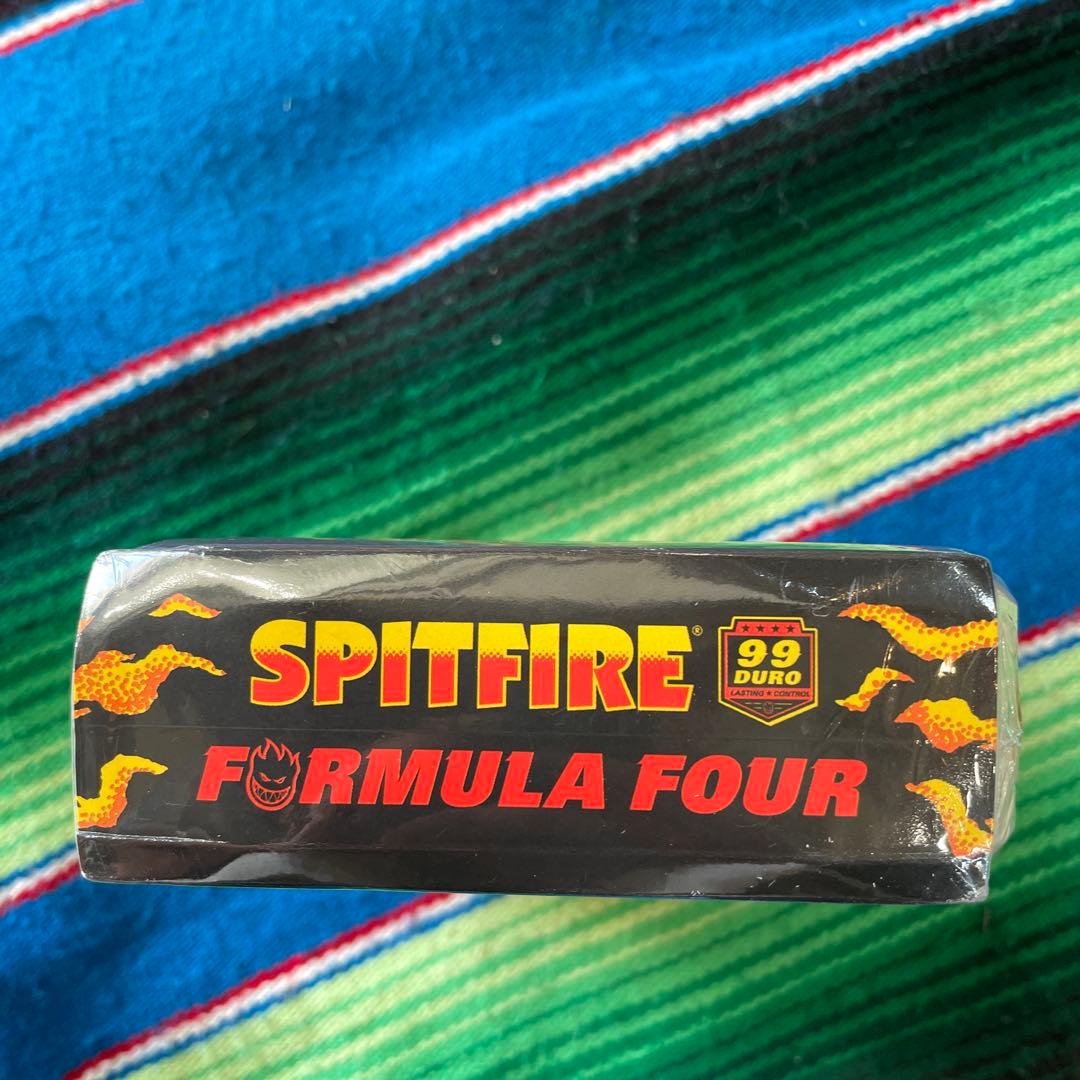 SPITFIRE®
99
DURO
LASTING ★ CONTROL
FORMULA FOUR